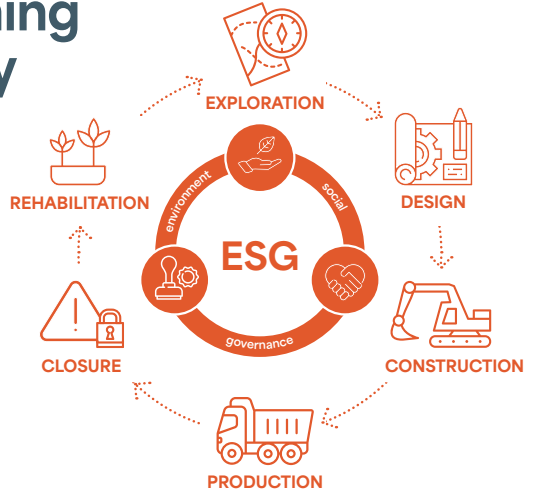 EXPLORATION
DESIGN
CONSTRUCTION
PRODUCTION
CLOSURE
REHABILITATION
environment
social
governance
ESG